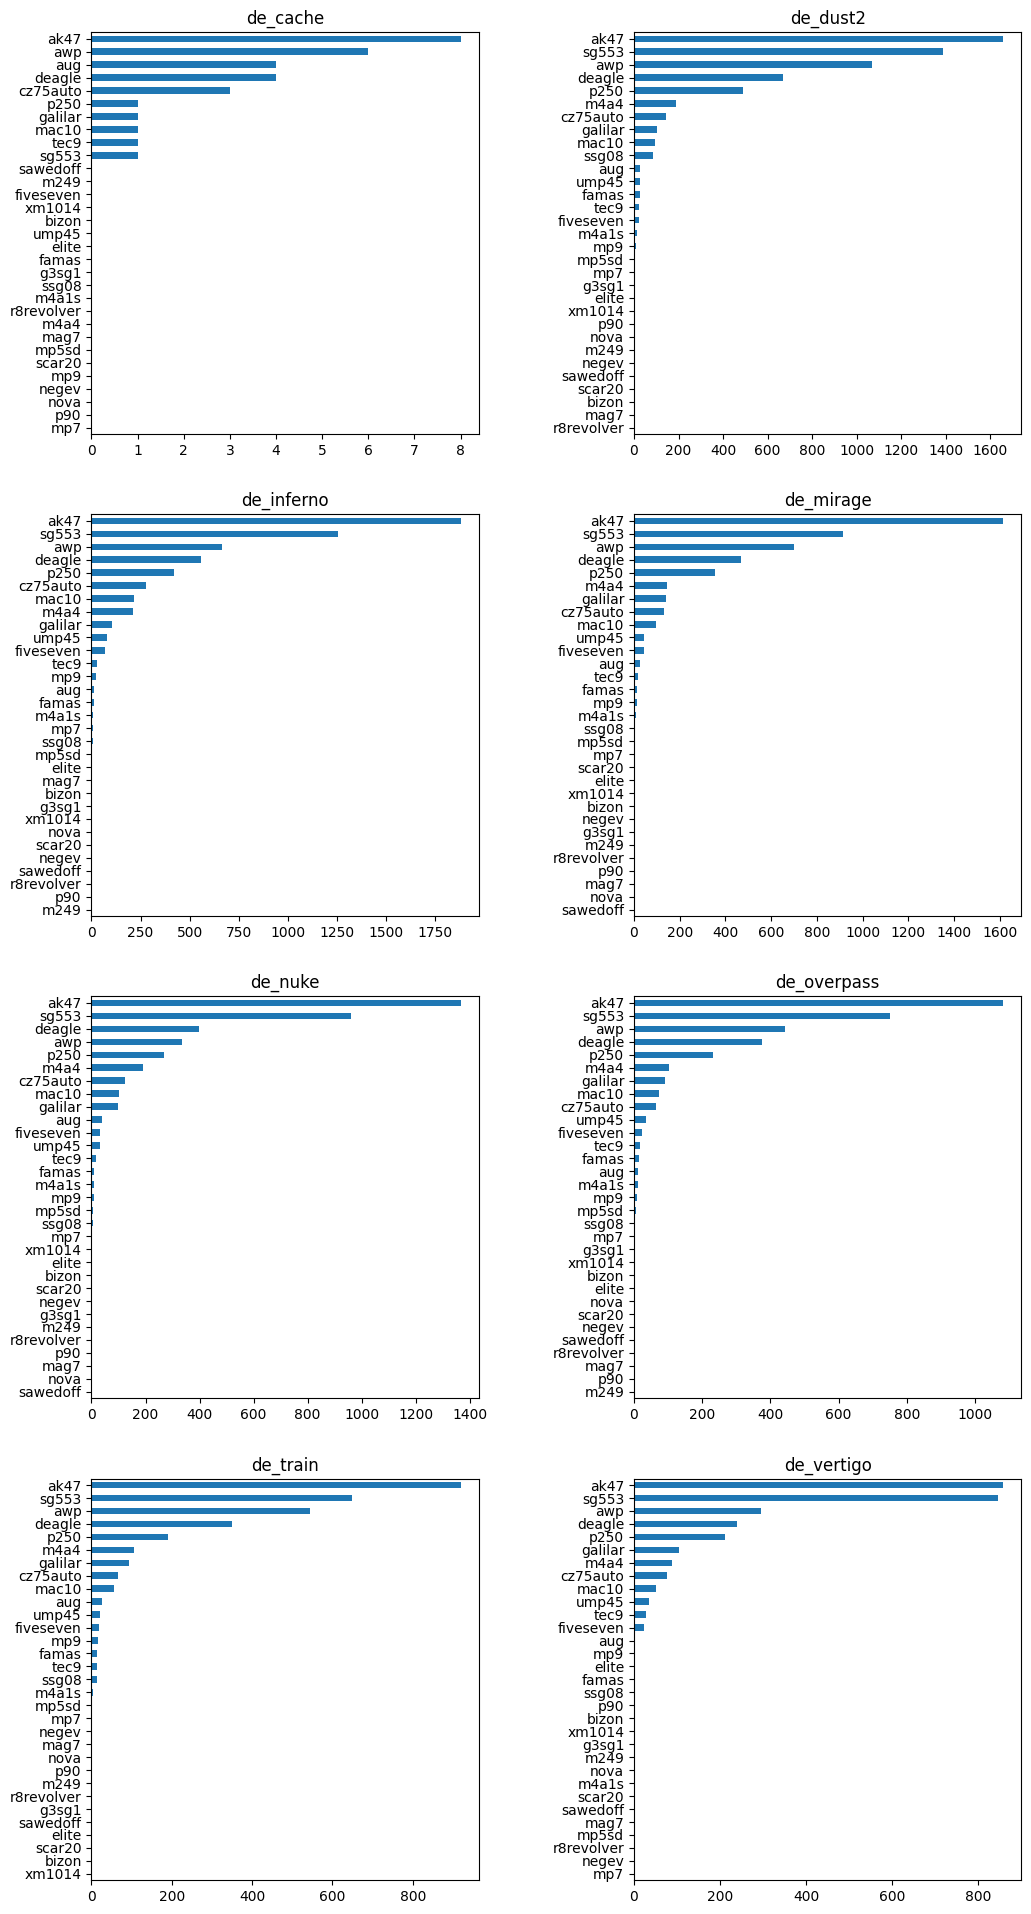 de_cache
ak47
awp
aug
deagle
cz75auto
p250
galilar
mac10
tec9
sg553
sawedoff
m249
fiveseven
xm1014
bizon
ump45
elite
famas
g3sg1
ssg08
m4a1s
r8revolver
m4a4
mag7
mp5sd
scar20
mp9
negev
nova
p90
mp7
0 1 2 3 4 5 6 7 8
de_dust2
ak47
sg553
awp
deagle
p250
m4a4
cz75auto
galilar
mac10
ssg08
aug
ump45
famas
tec9
fiveseven
m4a1s
mp9
mp5sd
mp7
g3sg1
elite
xm1014
p90
nova
m249
negev
sawedoff
scar20
bizon
mag7
r8revolver
0 200 400 600 800 1000 1200 1400 1600
de_inferno
ak47
sg553
awp
deagle
p250
cz75auto
mac10
m4a4
galilar
ump45
fiveseven
tec9
mp9
aug
famas
m4a1s
mp7
ssg08
mp5sd
elite
mag7
bizon
g3sg1
xm1014
nova
scar20
negev
sawedoff
r8revolver
p90
m249
0 250 500 750 1000 1250 1500 1750
de_mirage
ak47
sg553
awp
deagle
p250
m4a4
galilar
cz75auto
mac10
ump45
fiveseven
aug
tec9
famas
mp9
m4a1s
ssg08
mp5sd
mp7
scar20
elite
xm1014
bizon
negev
g3sg1
m249
r8revolver
p90
mag7
nova
sawedoff
0 200 400 600 800 1000 1200 1400 1600
de_nuke
ak47
sg553
deagle
awp
p250
m4a4
cz75auto
mac10
galilar
aug
fiveseven
ump45
tec9
famas
m4a1s
mp9
mp5sd
ssg08
mp7
xm1014
elite
bizon
scar20
negev
g3sg1
m249
r8revolver
p90
mag7
nova
sawedoff
0 200 400 600 800 1000 1200 1400
de_overpass
ak47
sg553
awp
deagle
p250
m4a4
galilar
mac10
cz75auto
ump45
fiveseven
tec9
famas
aug
m4a1s
mp9
mp5sd
ssg08
mp7
g3sg1
xm1014
bizon
elite
nova
scar20
negev
sawedoff
r8revolver
mag7
p90
m249
0 200 400 600 800 1000
de_train
ak47
sg553
awp
deagle
p250
m4a4
galilar
cz75auto
mac10
aug
ump45
fiveseven
mp9
famas
tec9
ssg08
m4a1s
mp5sd
mp7
negev
mag7
nova
p90
m249
r8revolver
g3sg1
sawedoff
elite
scar20
bizon
xm1014
0 200 400 600 800
de_vertigo
ak47
sg553
awp
deagle
p250
galilar
m4a4
cz75auto
mac10
ump45
tec9
fiveseven
aug
mp9
elite
famas
ssg08
p90
bizon
xm1014
g3sg1
m249
nova
m4a1s
scar20
sawedoff
mag7
mp5sd
r8revolver
negev
mp7
0 200 400 600 800